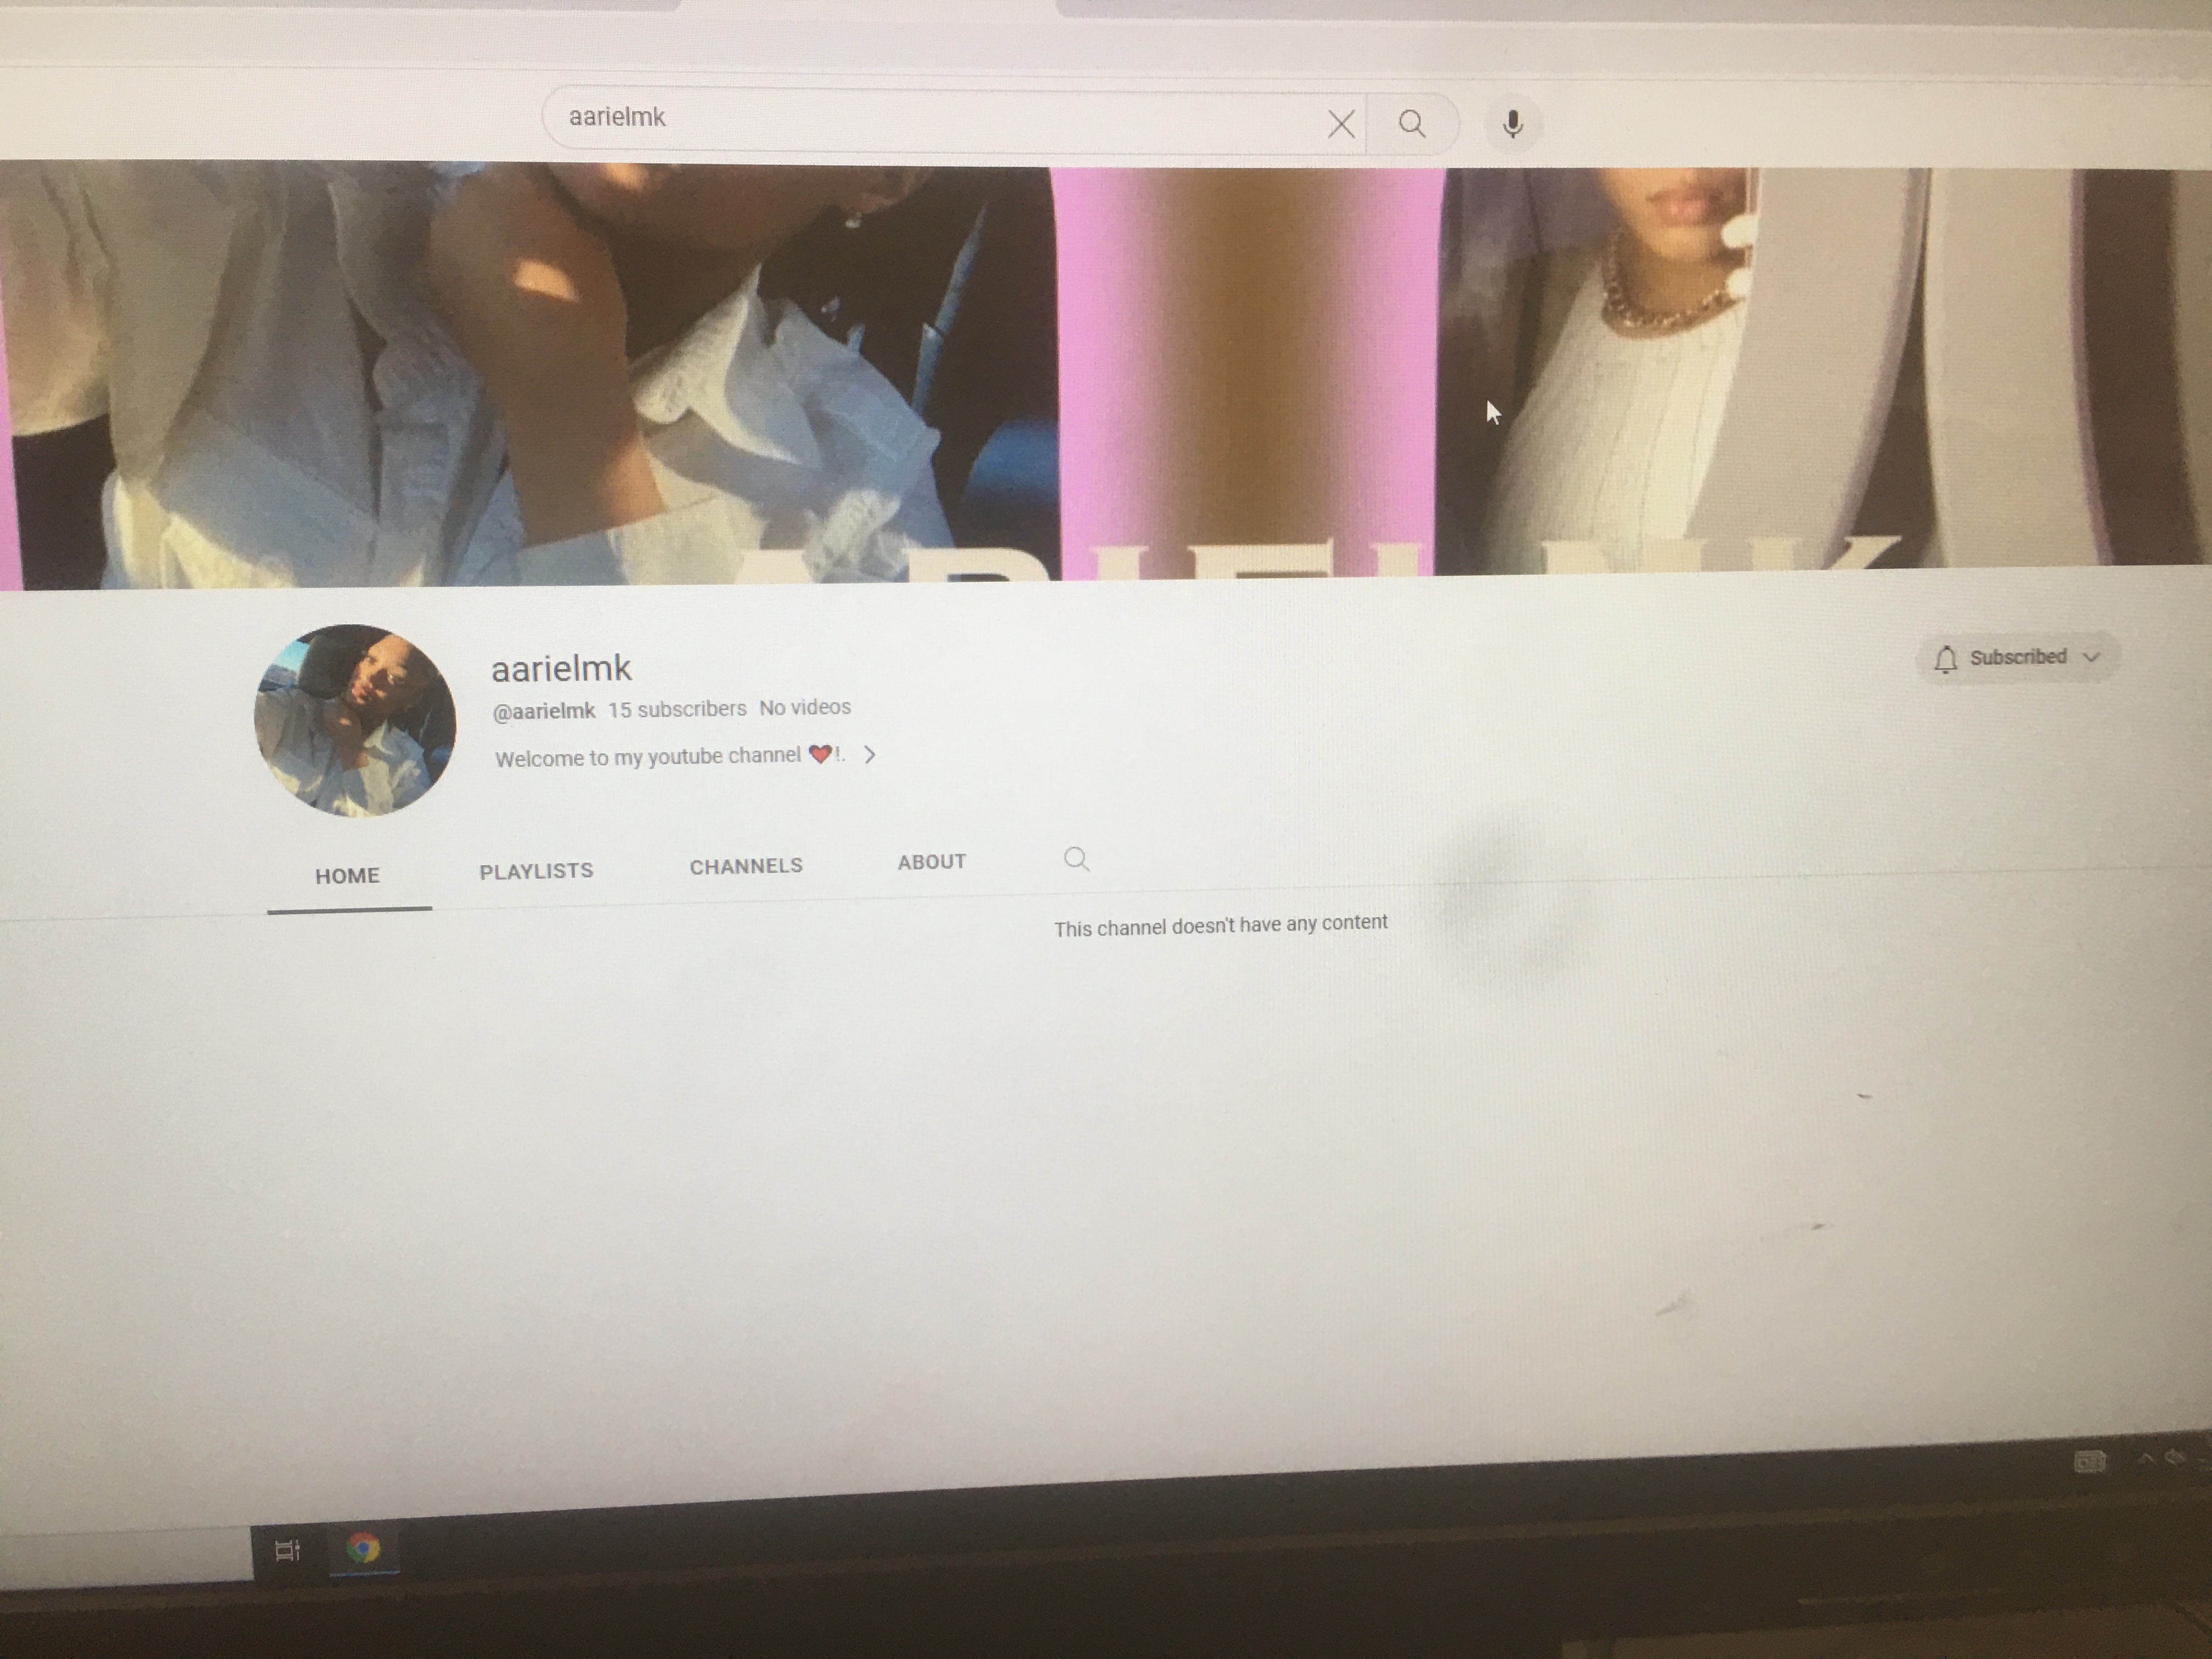 aarielmk
aarielmk
Subscribed
@aarielmk 15 subscribers No videos
Welcome to my youtube channel ❤️!.
HOME PLAYLISTS CHANNELS ABOUT
This channel doesn't have any content